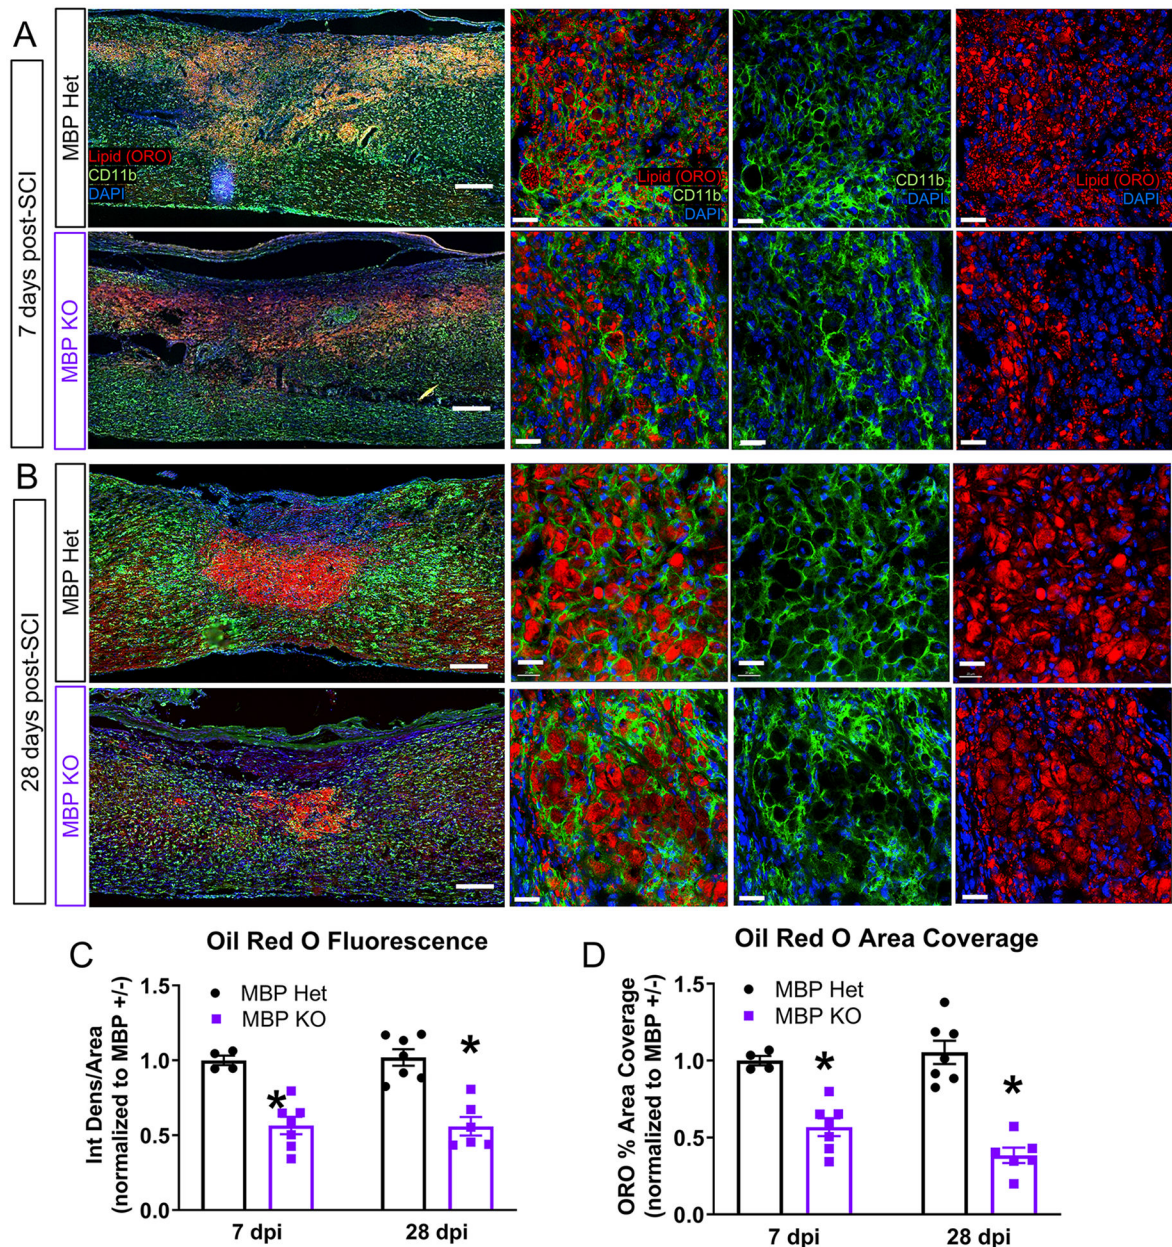 A
7 days post-SCI
MBP Het
Lipid (ORO)
CD11b
DAPI
Lipid (ORO)
CD11b
DAPI
CD11b
DAPI
Lipid (ORO)
DAPI
MBP KO
B
28 days post-SCI
MBP Het
MBP KO
C
Oil Red O Fluorescence
Int Dens/Area
(normalized to MBP +/-)
1.5
1.0
0.5
0.0
MBP Het
MBP KO
*
*
7 dpi
28 dpi
D
Oil Red O Area Coverage
ORO % Area Coverage
(normalized to MBP +/-)
1.5
1.0
0.5
0.0
MBP Het
MBP KO
*
*
7 dpi
28 dpi